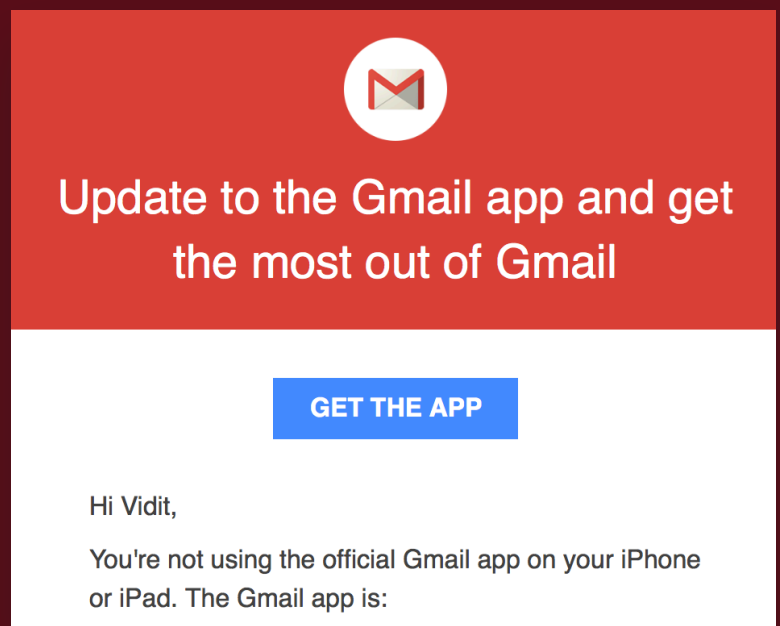 Update to the Gmail app and get
the most out of Gmail
GET THE APP
Hi Vidit,
You're not using the official Gmail app on your iPhone
or iPad. The Gmail app is: